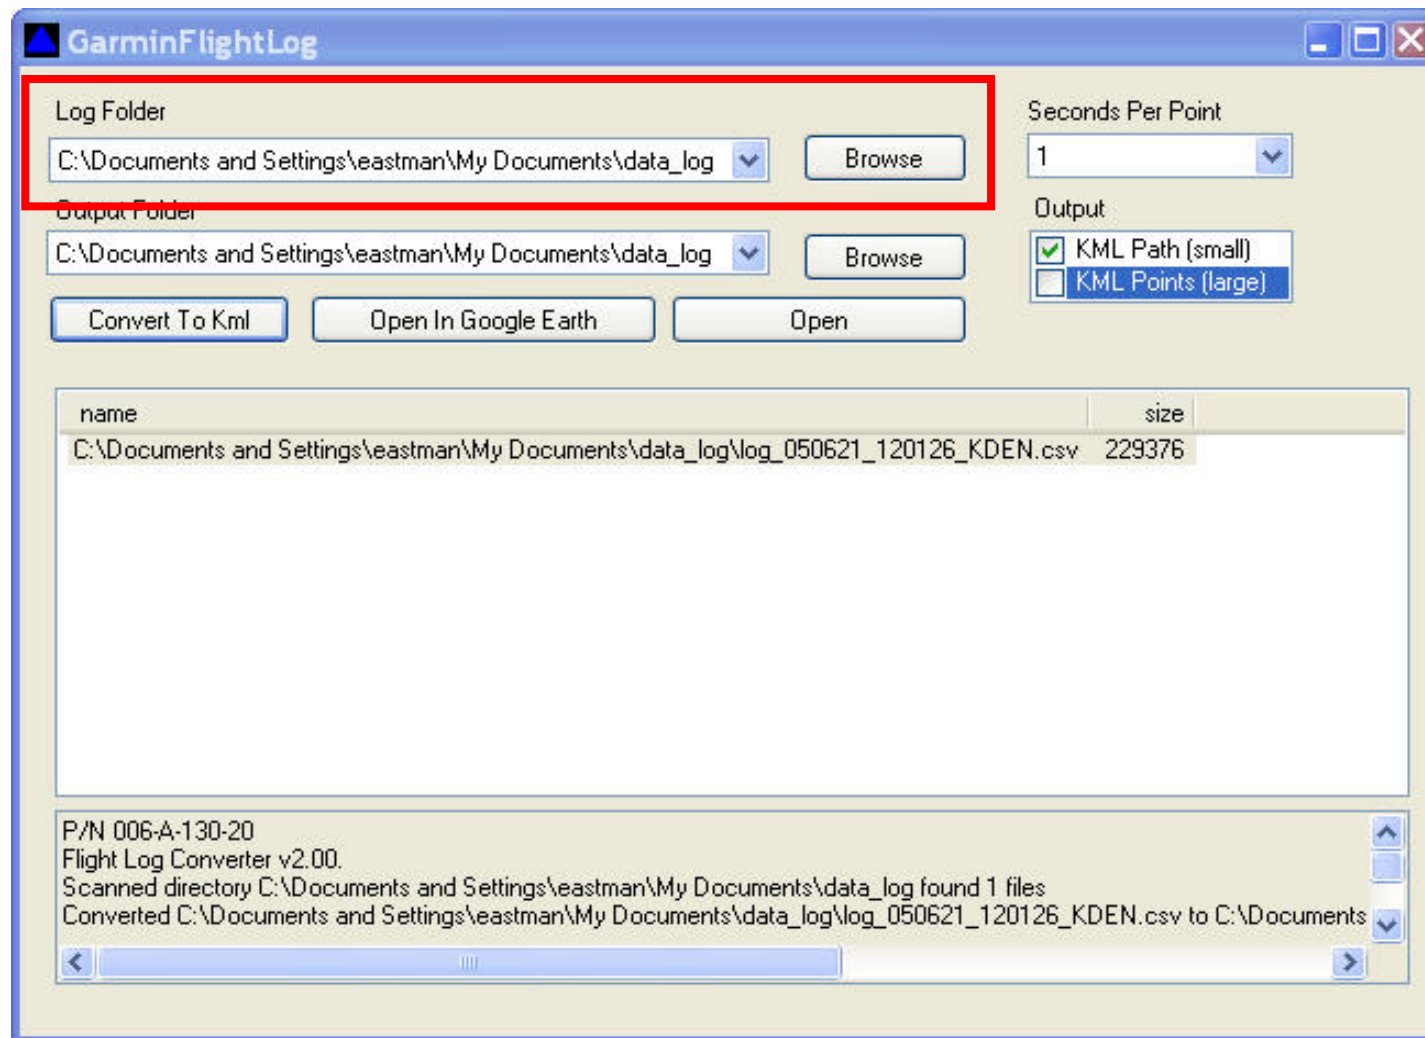 GarminFlightLog
Log Folder
C:\Documents and Settings\eastman\My Documents\data_log
Browse
Seconds Per Point
1
Output Folder
C:\Documents and Settings\eastman\My Documents\data_log
Browse
Output
KML Path (small)
KML Points (large)
Convert To Kml
Open In Google Earth
Open
name size
C:\Documents and Settings\eastman\My Documents\data_log\log_050621_120126_KDEN.csv 229376
P/N 006-A-130-20
Flight Log Converter v2.00.
Scanned directory C:\Documents and Settings\eastman\My Documents\data_log found 1 files
Converted C:\Documents and Settings\eastman\My Documents\data_log\log_050621_120126_KDEN.csv to C:\Documents